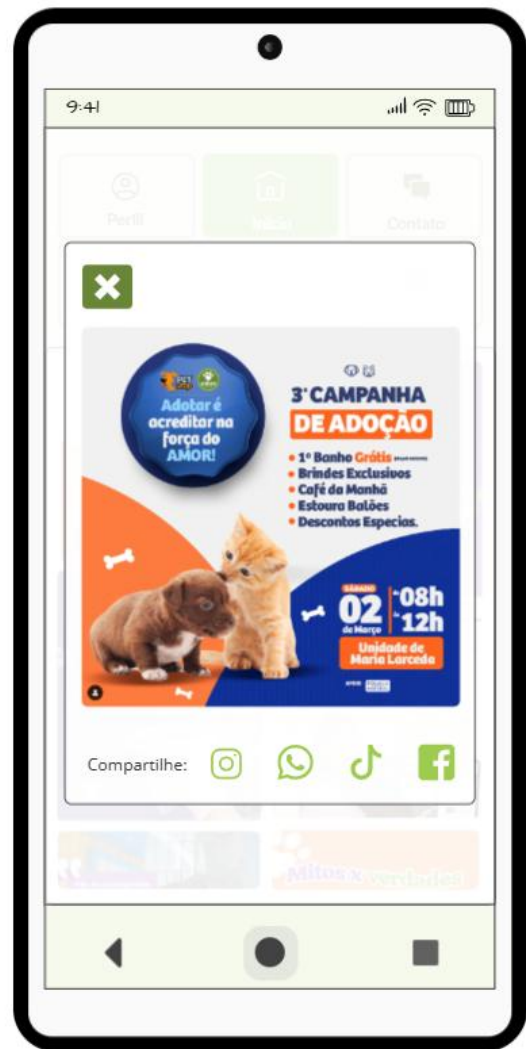 9:41
Perfil
Início
Contato
PET
Adotar é
acreditar na
força do
AMOR!
3ª CAMPANHA
DE ADOÇÃO
• 1º Banho Grátis
• Brindes Exclusivos
• Café da Manhã
• Estoura Balões
• Descontos Especias.
SÁBADO
02
de Março
08h
12h
Unidade de
Maria Larceda
Compartilhe:
Mitos x verdades